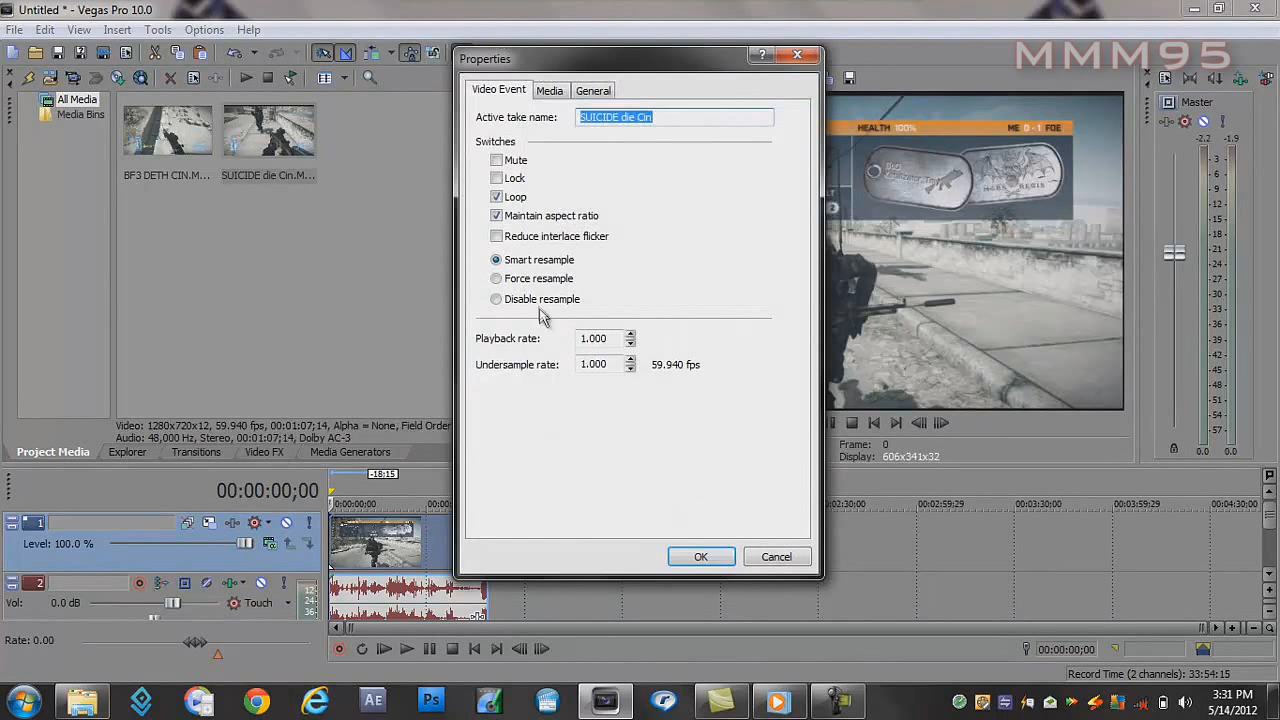 Untitled * - Vegas Pro 10.0
MMM95
File Edit View Insert Tools Options Help
Properties
Video Event Media General
All Media
Media Bins
BF3 DETH CIN.M...
SUICIDE die Cin.M...
Active take name: SUICIDE die Cin
Switches
Mute
Lock
Loop
Maintain aspect ratio
Reduce interlace flicker
Smart resample
Force resample
Disable resample
Playback rate: 1.000
Undersample rate: 1.000 59.940 fps
OK Cancel
HEALTH 100% ME 0 - 1 FOE
2
Master
-2.2 -1.9
-3
-6
-9
-12
-15
-18
-21
-24
-27
-30
-33
-36
-39
-42
-45
-48
-51
-54
-57
0.0 0.0
Video: 1280x720x12, 59.940 fps, 00:01:07;14, Alpha = None, Field Order
Audio: 48,000 Hz, Stereo, 00:01:07;14, Dolby AC-3
Frame: 0
Display: 606x341x32
Project Media Explorer Transitions Video FX Media Generators
-18:15
00:00:00;00
00:00:00;00 00:0
:02:30;00 00:02:59;29 00:03:30;00 00:03:59;29 00:04:30;0
1
Level: 100.0 %
2
Vol: 0.0 dB Touch
12
24
36
Rate: 0.00
00:00:00;00
Record Time (2 channels): 33:54:15
AE Ps
3:31 PM
5/14/2012